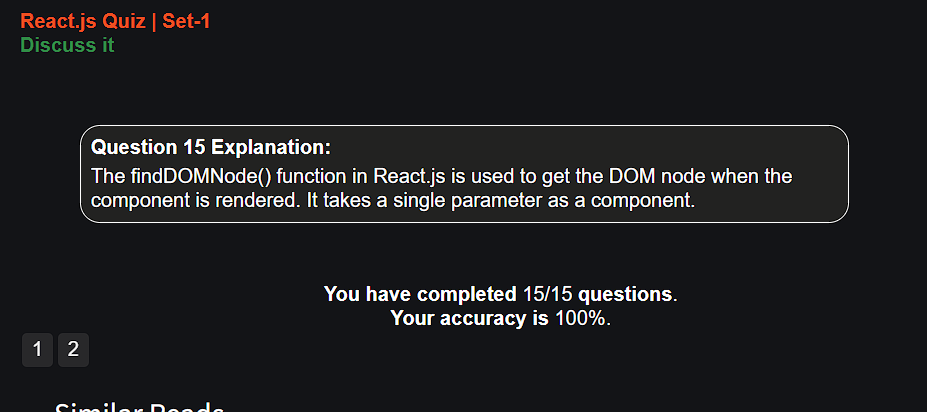 React.js Quiz | Set-1
Discuss it
Question 15 Explanation:
The findDOMNode() function in React.js is used to get the DOM node when the
component is rendered. It takes a single parameter as a component.
You have completed 15/15 questions.
Your accuracy is 100%.
1 2
Similar Reads